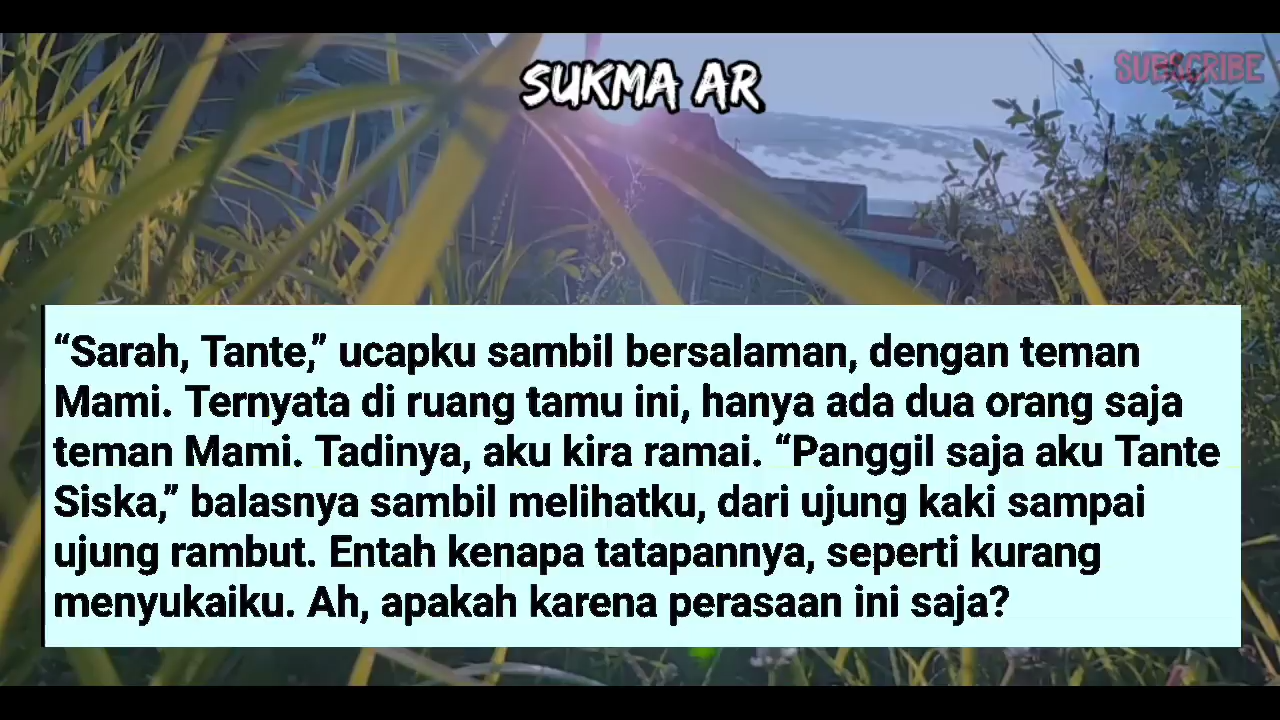 SUKMA AR
SUBSCRIBE
“Sarah, Tante,” ucapku sambil bersalaman, dengan teman
Mami. Ternyata di ruang tamu ini, hanya ada dua orang saja
teman Mami. Tadinya, aku kira ramai. “Panggil saja aku Tante
Siska,” balasnya sambil melihatku, dari ujung kaki sampai
ujung rambut. Entah kenapa tatapannya, seperti kurang
menyukaiku. Ah, apakah karena perasaan ini saja?